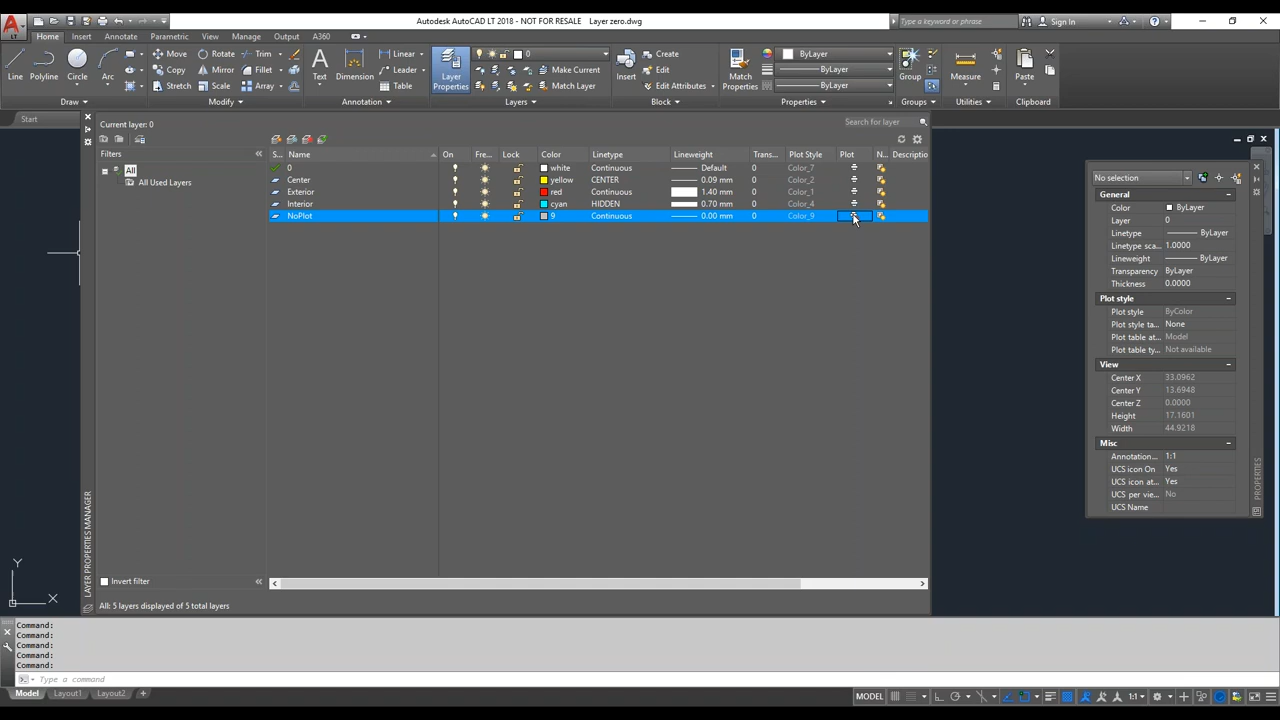 Autodesk AutoCAD LT 2018 - NOT FOR RESALE Layer zero.dwg
Type a keyword or phrase
Sign In
LT
Home Insert Annotate Parametric View Manage Output A360
Line Polyline Circle Arc
Move Rotate Trim
Copy Mirror Fillet
Stretch Scale Array
Text Dimension
Linear
Leader
Table
Layer Properties
0
Make Current
Match Layer
Insert
Create
Edit
Edit Attributes
Match Properties
ByLayer
ByLayer
ByLayer
Group
Measure
Paste
Draw Modify Annotation Layers Block Properties Groups Utilities Clipboard
Start
Current layer: 0
Search for layer
Filters
All
All Used Layers
S... Name On Fre... Lock Color Linetype Lineweight Trans... Plot Style Plot N... Descriptio
0 white Continuous Default 0 Color_7
Center yellow CENTER 0.09 mm 0 Color_2
Exterior red Continuous 1.40 mm 0 Color_1
Interior cyan HIDDEN 0.70 mm 0 Color_4
NoPlot 9 Continuous 0.00 mm 0 Color_9
Invert filter
All: 5 layers displayed of 5 total layers
LAYER PROPERTIES MANAGER
No selection
General
Color ByLayer
Layer 0
Linetype ByLayer
Linetype sca... 1.0000
Lineweight ByLayer
Transparency ByLayer
Thickness 0.0000
Plot style
Plot style ByColor
Plot style ta... None
Plot table at... Model
Plot table ty... Not available
View
Center X 33.0962
Center Y 13.6948
Center Z 0.0000
Height 17.1601
Width 44.9218
Misc
Annotation... 1:1
UCS icon On Yes
UCS icon at... Yes
UCS per vie... No
UCS Name
PROPERTIES
Y
X
Command:
Command:
Command:
Command:
Command:
Type a command
Model Layout1 Layout2
MODEL
1:1